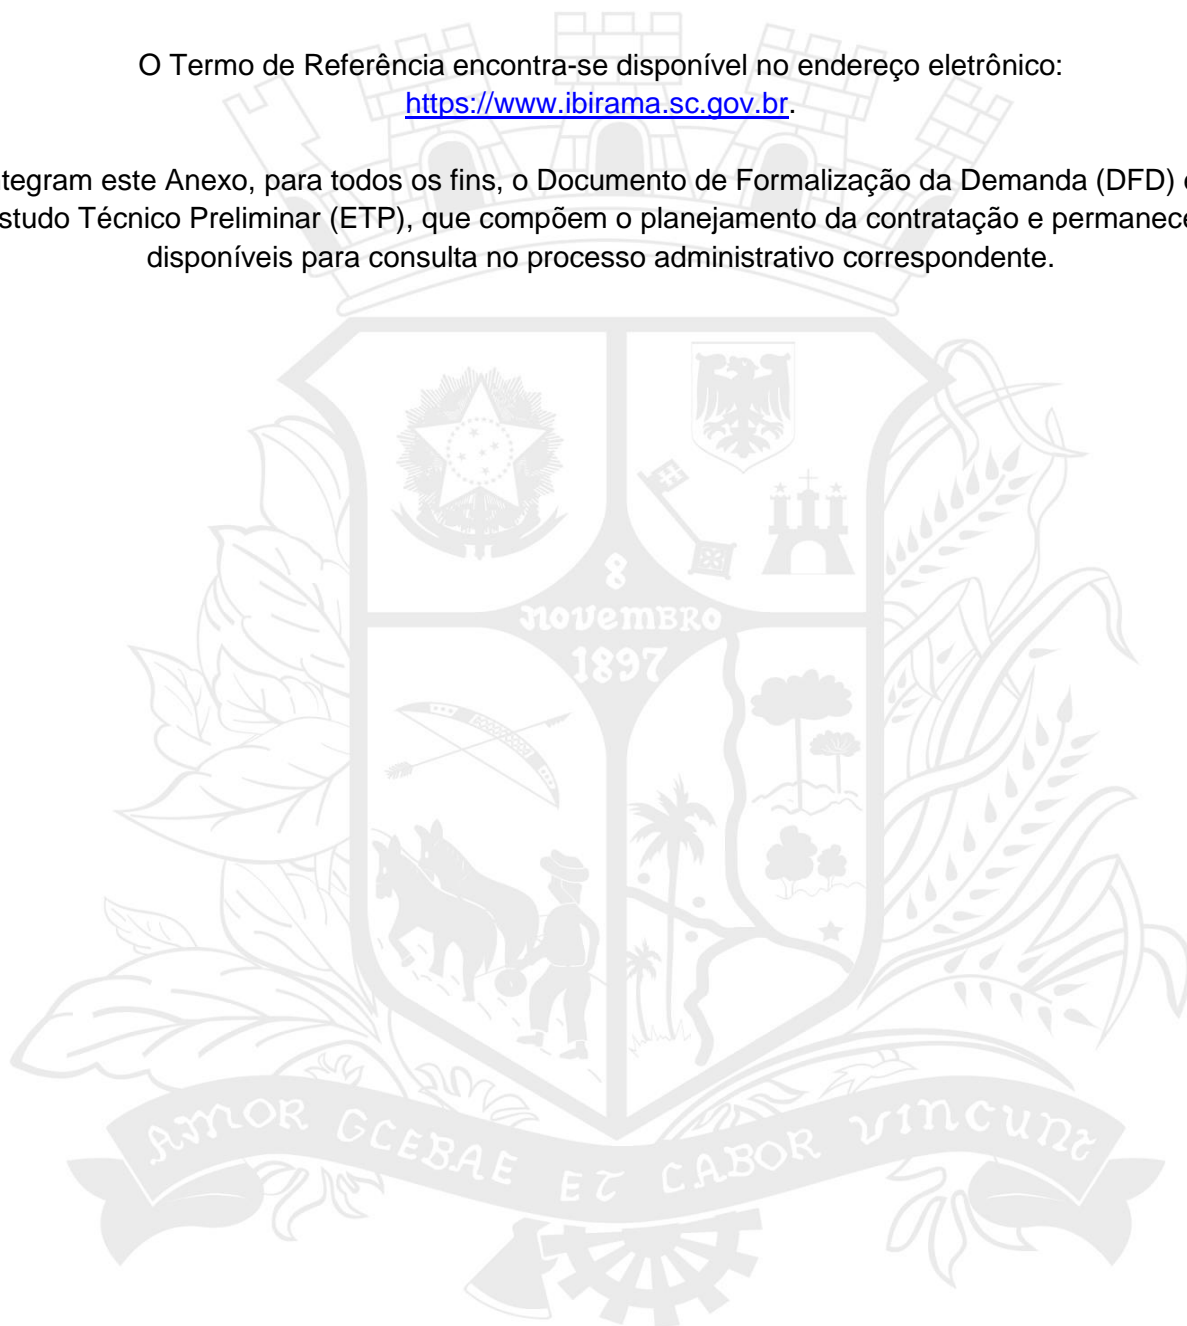 O Termo de Referência encontra-se disponível no endereço eletrônico:
https://www.ibirama.sc.gov.br.
ntegram este Anexo, para todos os fins, o Documento de Formalização da Demanda (DFD) e
studo Técnico Preliminar (ETP), que compõem o planejamento da contratação e permanece
disponíveis para consulta no processo administrativo correspondente.
8
NOVEMBRO
1897
AMOR GLEBAE ET LABOR VINCUNT